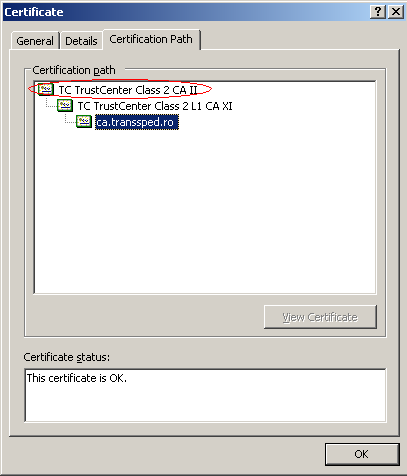 Certificate
General Details Certification Path
Certification path
TC TrustCenter Class 2 CA II
TC TrustCenter Class 2 L1 CA XI
ca.transsped.ro
View Certificate
Certificate status:
This certificate is OK.
OK